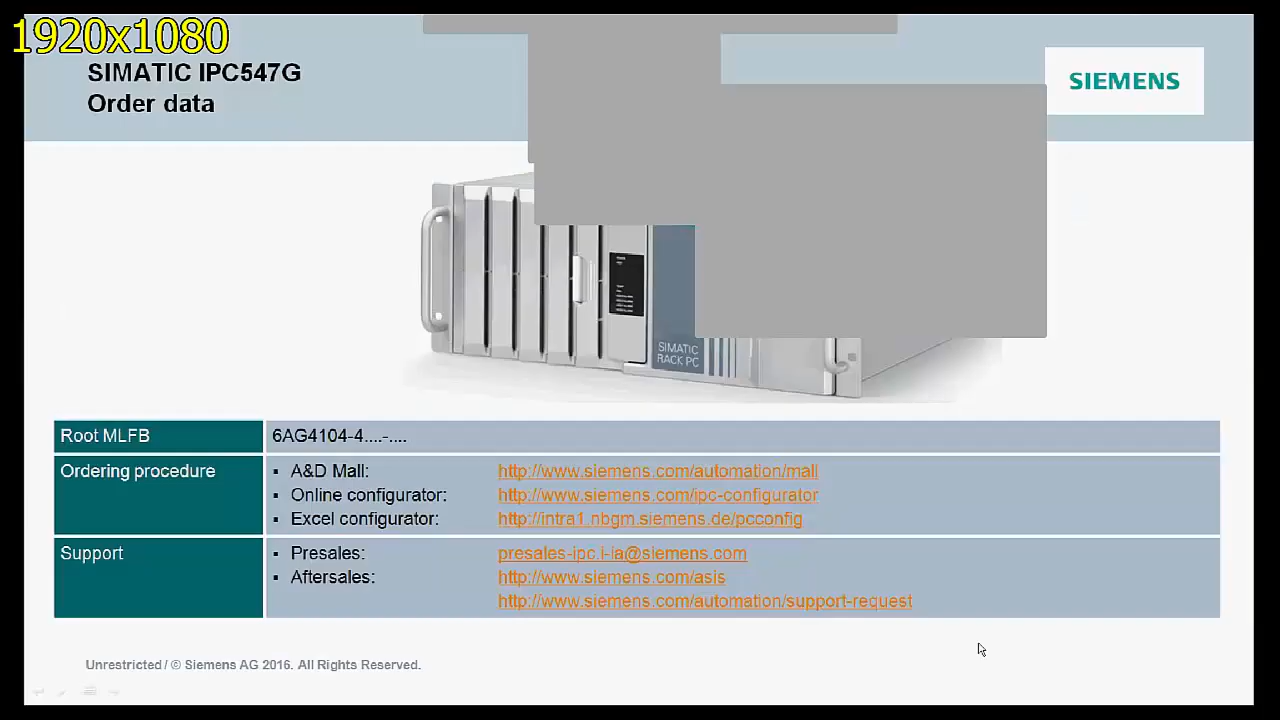 1920x1080
SIMATIC IPC547G
Order data
SIEMENS
SIMATIC
RACK PC
Root MLFB 6AG4104-4....-....
Ordering procedure ▪ A&D Mall: http://www.siemens.com/automation/mall
▪ Online configurator: http://www.siemens.com/ipc-configurator
▪ Excel configurator: http://intra1.nbgm.siemens.de/pcconfig
Support ▪ Presales: presales-ipc.i-ia@siemens.com
▪ Aftersales: http://www.siemens.com/asis
http://www.siemens.com/automation/support-request
Unrestricted / © Siemens AG 2016. All Rights Reserved.